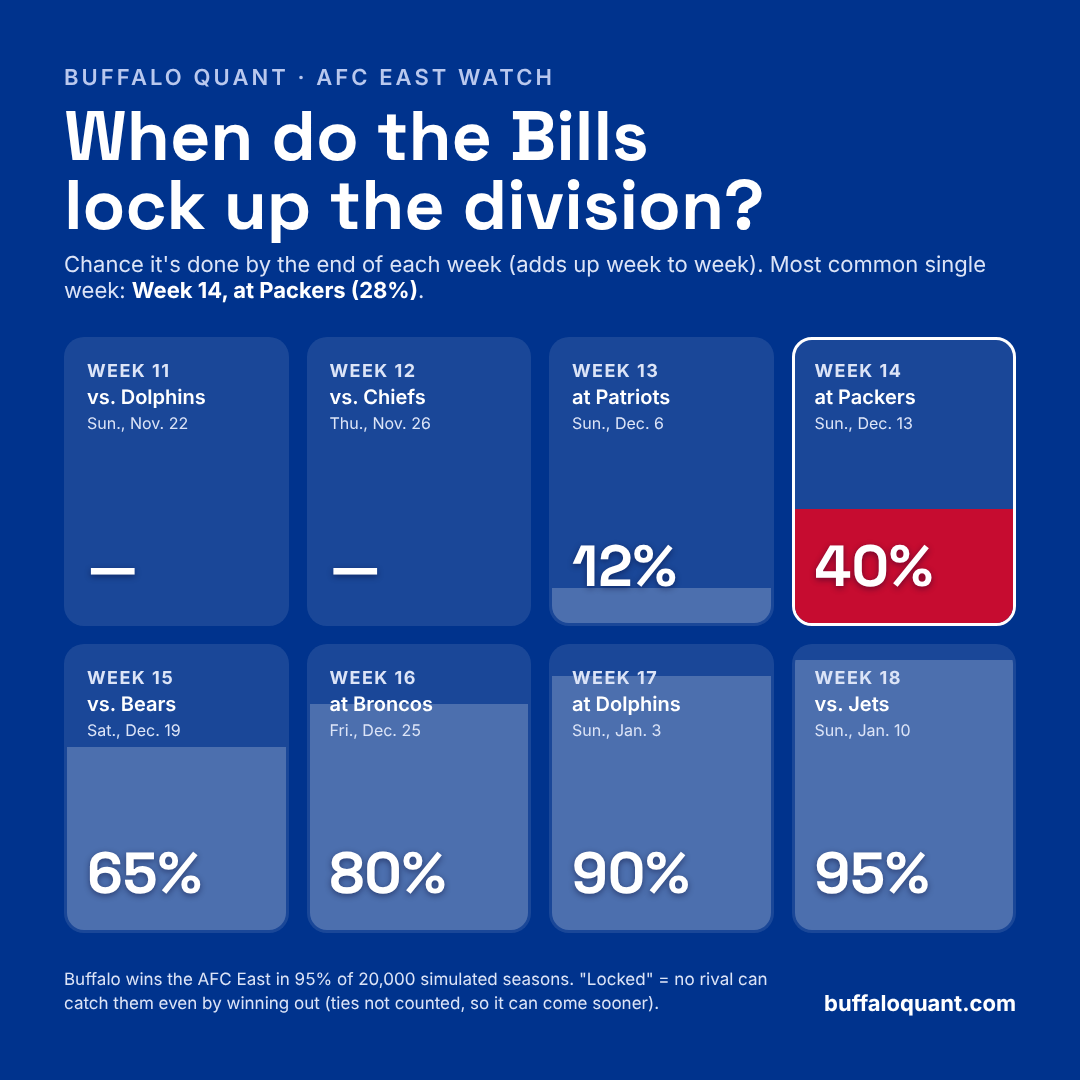 BUFFALO QUANT · AFC EAST WATCH
When do the Bills
lock up the division?
Chance it's done by the end of each week (adds up week to week). Most common single
week: Week 14, at Packers (28%).
WEEK 11
vs. Dolphins
Sun., Nov. 22
—
WEEK 12
vs. Chiefs
Thu., Nov. 26
—
WEEK 13
at Patriots
Sun., Dec. 6
12%
WEEK 14
at Packers
Sun., Dec. 13
40%
WEEK 15
vs. Bears
Sat., Dec. 19
65%
WEEK 16
at Broncos
Fri., Dec. 25
80%
WEEK 17
at Dolphins
Sun., Jan. 3
90%
WEEK 18
vs. Jets
Sun., Jan. 10
95%
Buffalo wins the AFC East in 95% of 20,000 simulated seasons. "Locked" = no rival can
catch them even by winning out (ties not counted, so it can come sooner).
buffaloquant.com